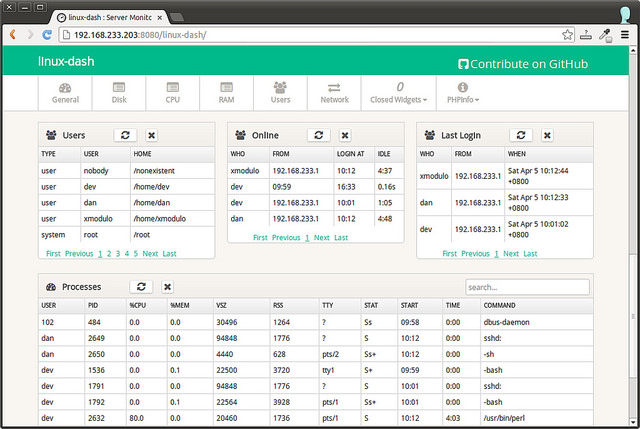 linux-dash : Server Monito
192.168.233.203:8080/linux-dash/
linux-dash
Contribute on GitHub
General Disk CPU RAM Users Network 0 Closed Widgets PHPInfo
Users
TYPE USER HOME
user nobody /nonexistent
user dev /home/dev
user dan /home/dan
user xmodulo /home/xmodulo
system root /root
First Previous 1 2 3 4 5 Next Last
Online
WHO FROM LOGIN AT IDLE
xmodulo 192.168.233.1 10:12 4:37
dev 09:59 16:33 0.16s
dev 192.168.233.1 10:01 1:05
dan 192.168.233.1 10:12 4:48
First Previous 1 Next Last
Last Login
WHO FROM WHEN
xmodulo 192.168.233.1 Sat Apr 5 10:12:44
+0800
dan 192.168.233.1 Sat Apr 5 10:12:33
+0800
dev 192.168.233.1 Sat Apr 5 10:01:02
+0800
First Previous 1 Next Last
Processes
search...
USER PID %CPU %MEM VSZ RSS TTY STAT START TIME COMMAND
102 484 0.0 0.0 30496 1264 ? Ss 09:58 0:00 dbus-daemon
dan 2649 0.0 0.0 94848 1776 ? S 10:12 0:00 sshd:
dan 2650 0.0 0.0 4440 628 pts/2 Ss+ 10:12 0:00 -sh
dev 1536 0.0 0.1 22500 3720 tty1 S+ 09:59 0:00 -bash
dev 1791 0.0 0.0 94848 1776 ? S 10:01 0:00 sshd:
dev 1792 0.0 0.1 22564 3928 pts/1 Ss+ 10:01 0:00 -bash
dev 2632 80.0 0.0 20460 1736 pts/1 S 10:12 4:03 /usr/bin/perl